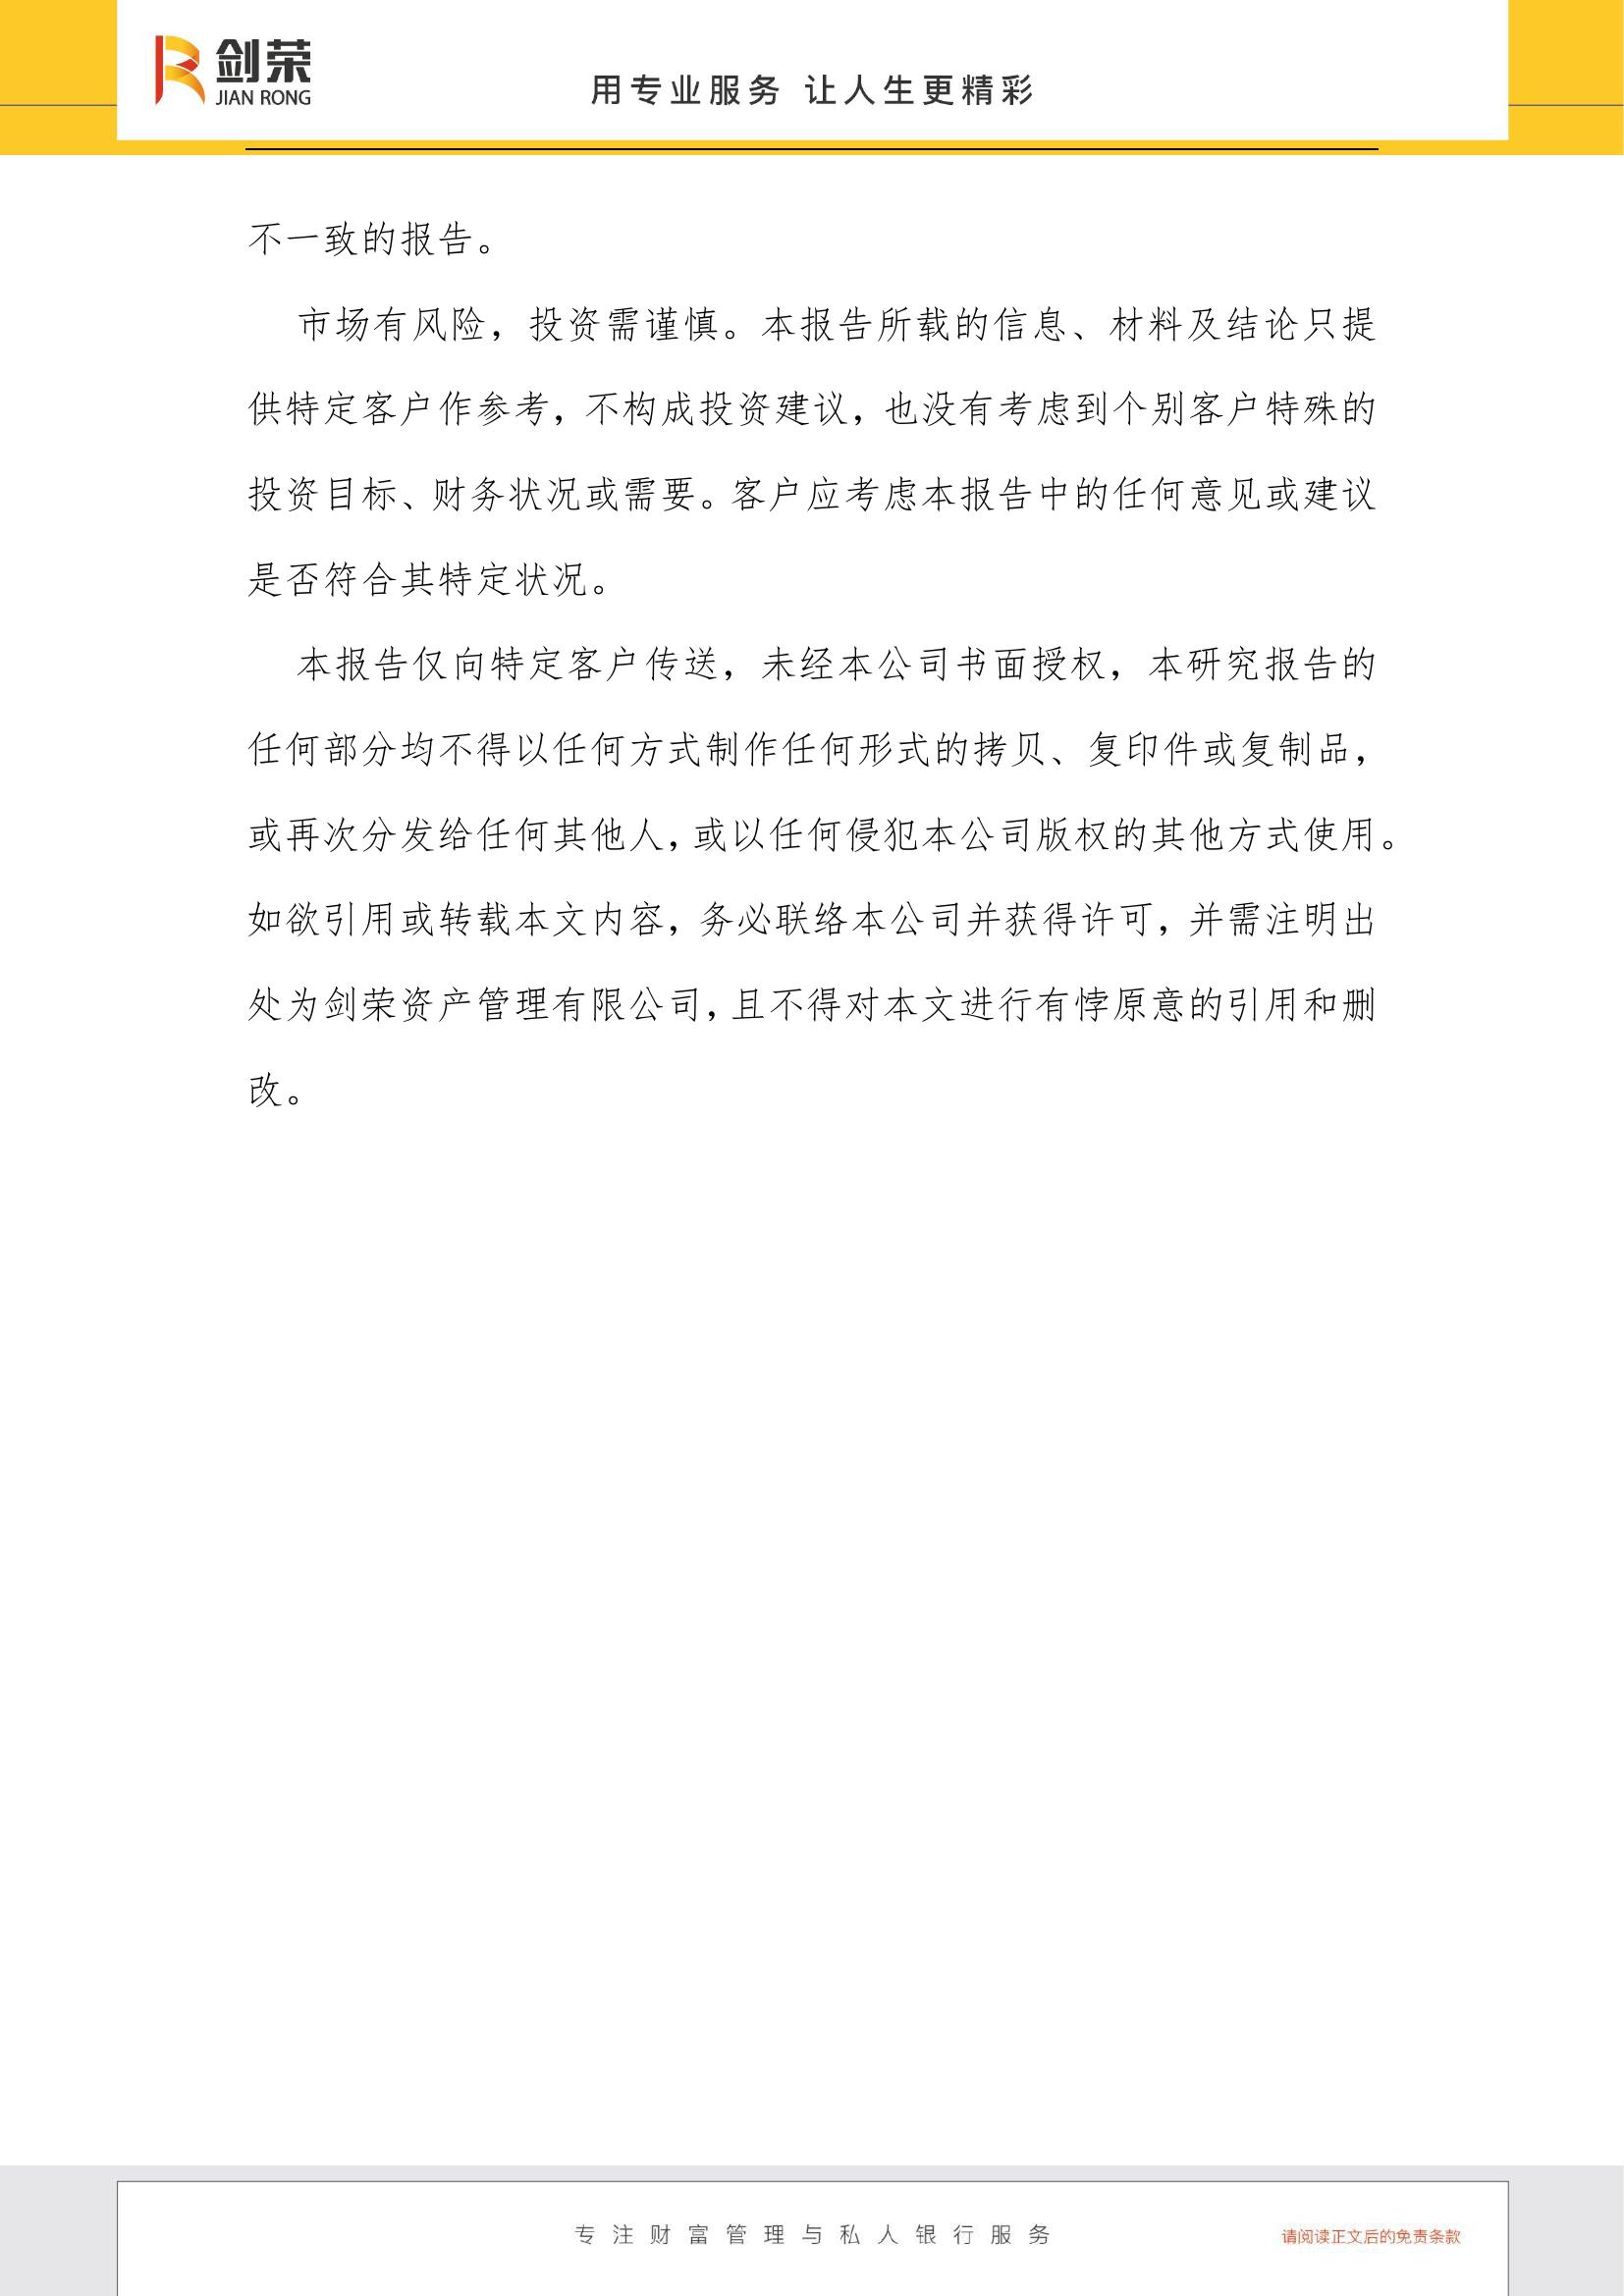 剑荣
JIAN RONG
用专业服务 让人生更精彩
不一致的报告。
市场有风险，投资需谨慎。本报告所载的信息、材料及结论只提
供特定客户作参考，不构成投资建议，也没有考虑到个别客户特殊的
投资目标、财务状况或需要。客户应考虑本报告中的任何意见或建议
是否符合其特定状况。
本报告仅向特定客户传送，未经本公司书面授权，本研究报告的
任何部分均不得以任何方式制作任何形式的拷贝、复印件或复制品，
或再次分发给任何其他人，或以任何侵犯本公司版权的其他方式使用。
如欲引用或转载本文内容，务必联络本公司并获得许可，并需注明出
处为剑荣资产管理有限公司，且不得对本文进行有悖原意的引用和删
改。
专注财富管理与私人银行服务
请阅读正文后的免责条款